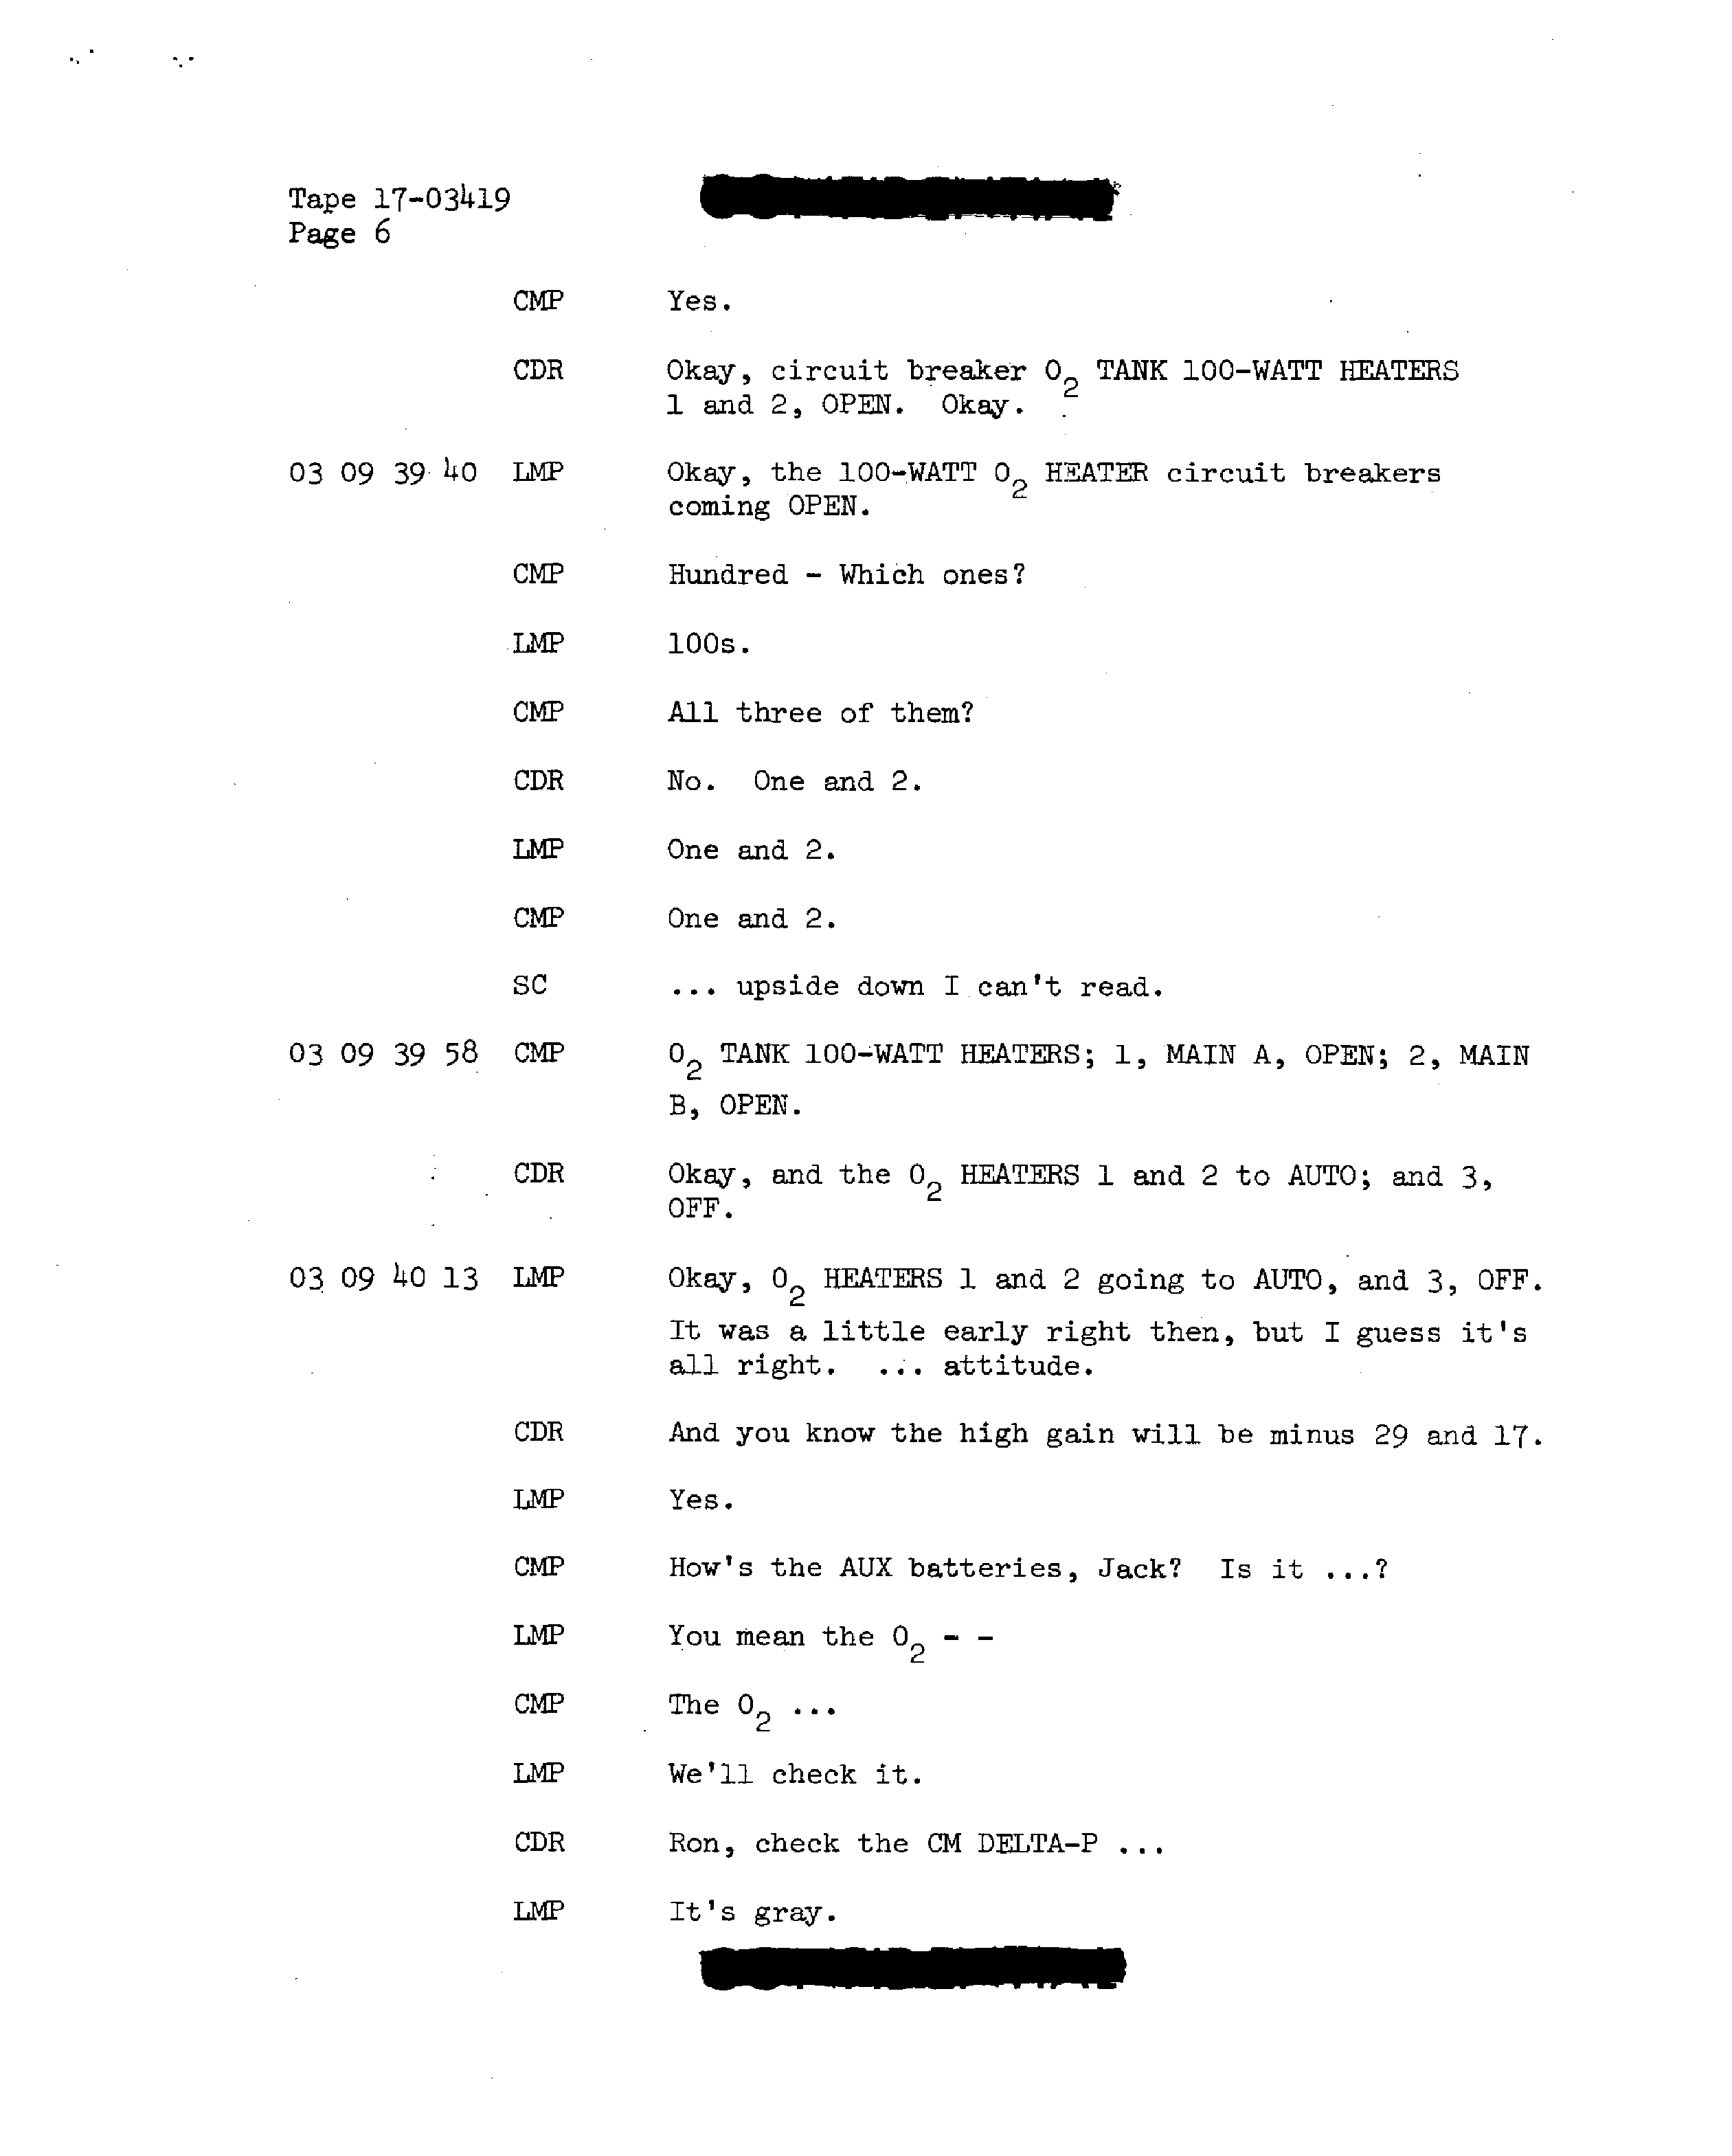 Tape 17-03419
Page 6
CMP Yes.
CDR Okay, circuit breaker O2 TANK 100-WATT HEATERS
1 and 2, OPEN. Okay.
03 09 39 40 LMP Okay, the 100-WATT O2 HEATER circuit breakers
coming OPEN.
CMP Hundred - Which ones?
LMP 100s.
CMP All three of them?
CDR No. One and 2.
LMP One and 2.
CMP One and 2.
SC ... upside down I can't read.
03 09 39 58 CMP O2 TANK 100-WATT HEATERS; 1, MAIN A, OPEN; 2, MAIN
B, OPEN.
CDR Okay, and the O2 HEATERS 1 and 2 to AUTO; and 3,
OFF.
03 09 40 13 LMP Okay, O2 HEATERS 1 and 2 going to AUTO, and 3, OFF.
It was a little early right then, but I guess it's
all right. ... attitude.
CDR And you know the high gain will be minus 29 and 17.
LMP Yes.
CMP How's the AUX batteries, Jack? Is it ...?
LMP You mean the O2 - -
CMP The O2 ...
LMP We'll check it.
CDR Ron, check the CM DELTA-P ...
LMP It's gray.